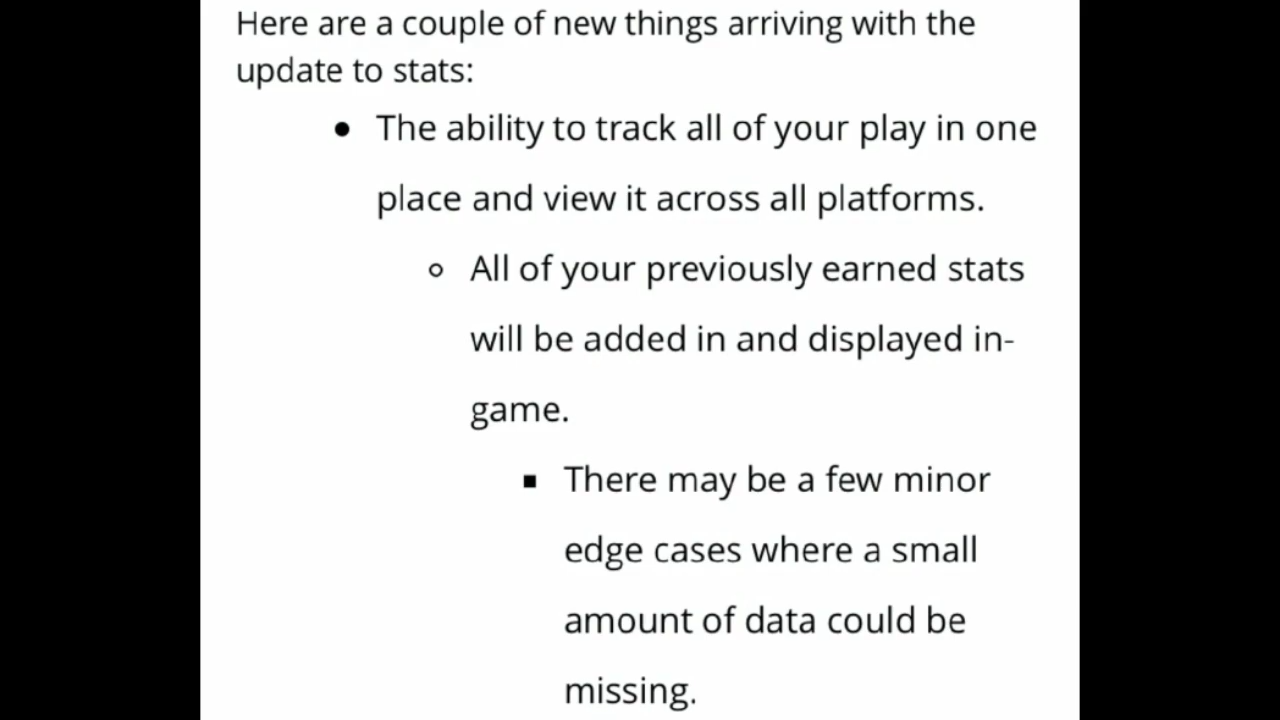 Here are a couple of new things arriving with the
update to stats:
● The ability to track all of your play in one
place and view it across all platforms.
○ All of your previously earned stats
will be added in and displayed in-
game.
■ There may be a few minor
edge cases where a small
amount of data could be
missing.